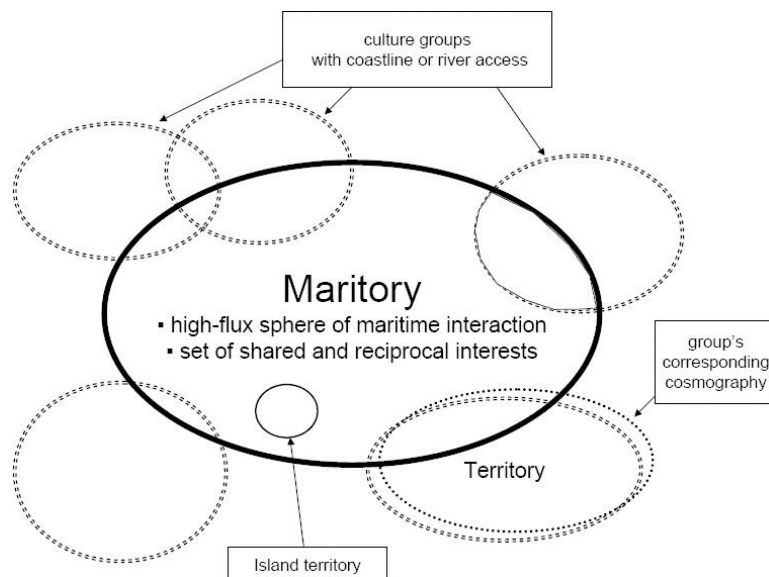 culture groups
with coastline or river access
Maritory
▪ high-flux sphere of maritime interaction
▪ set of shared and reciprocal interests
group's
corresponding
cosmography
Territory
Island territory